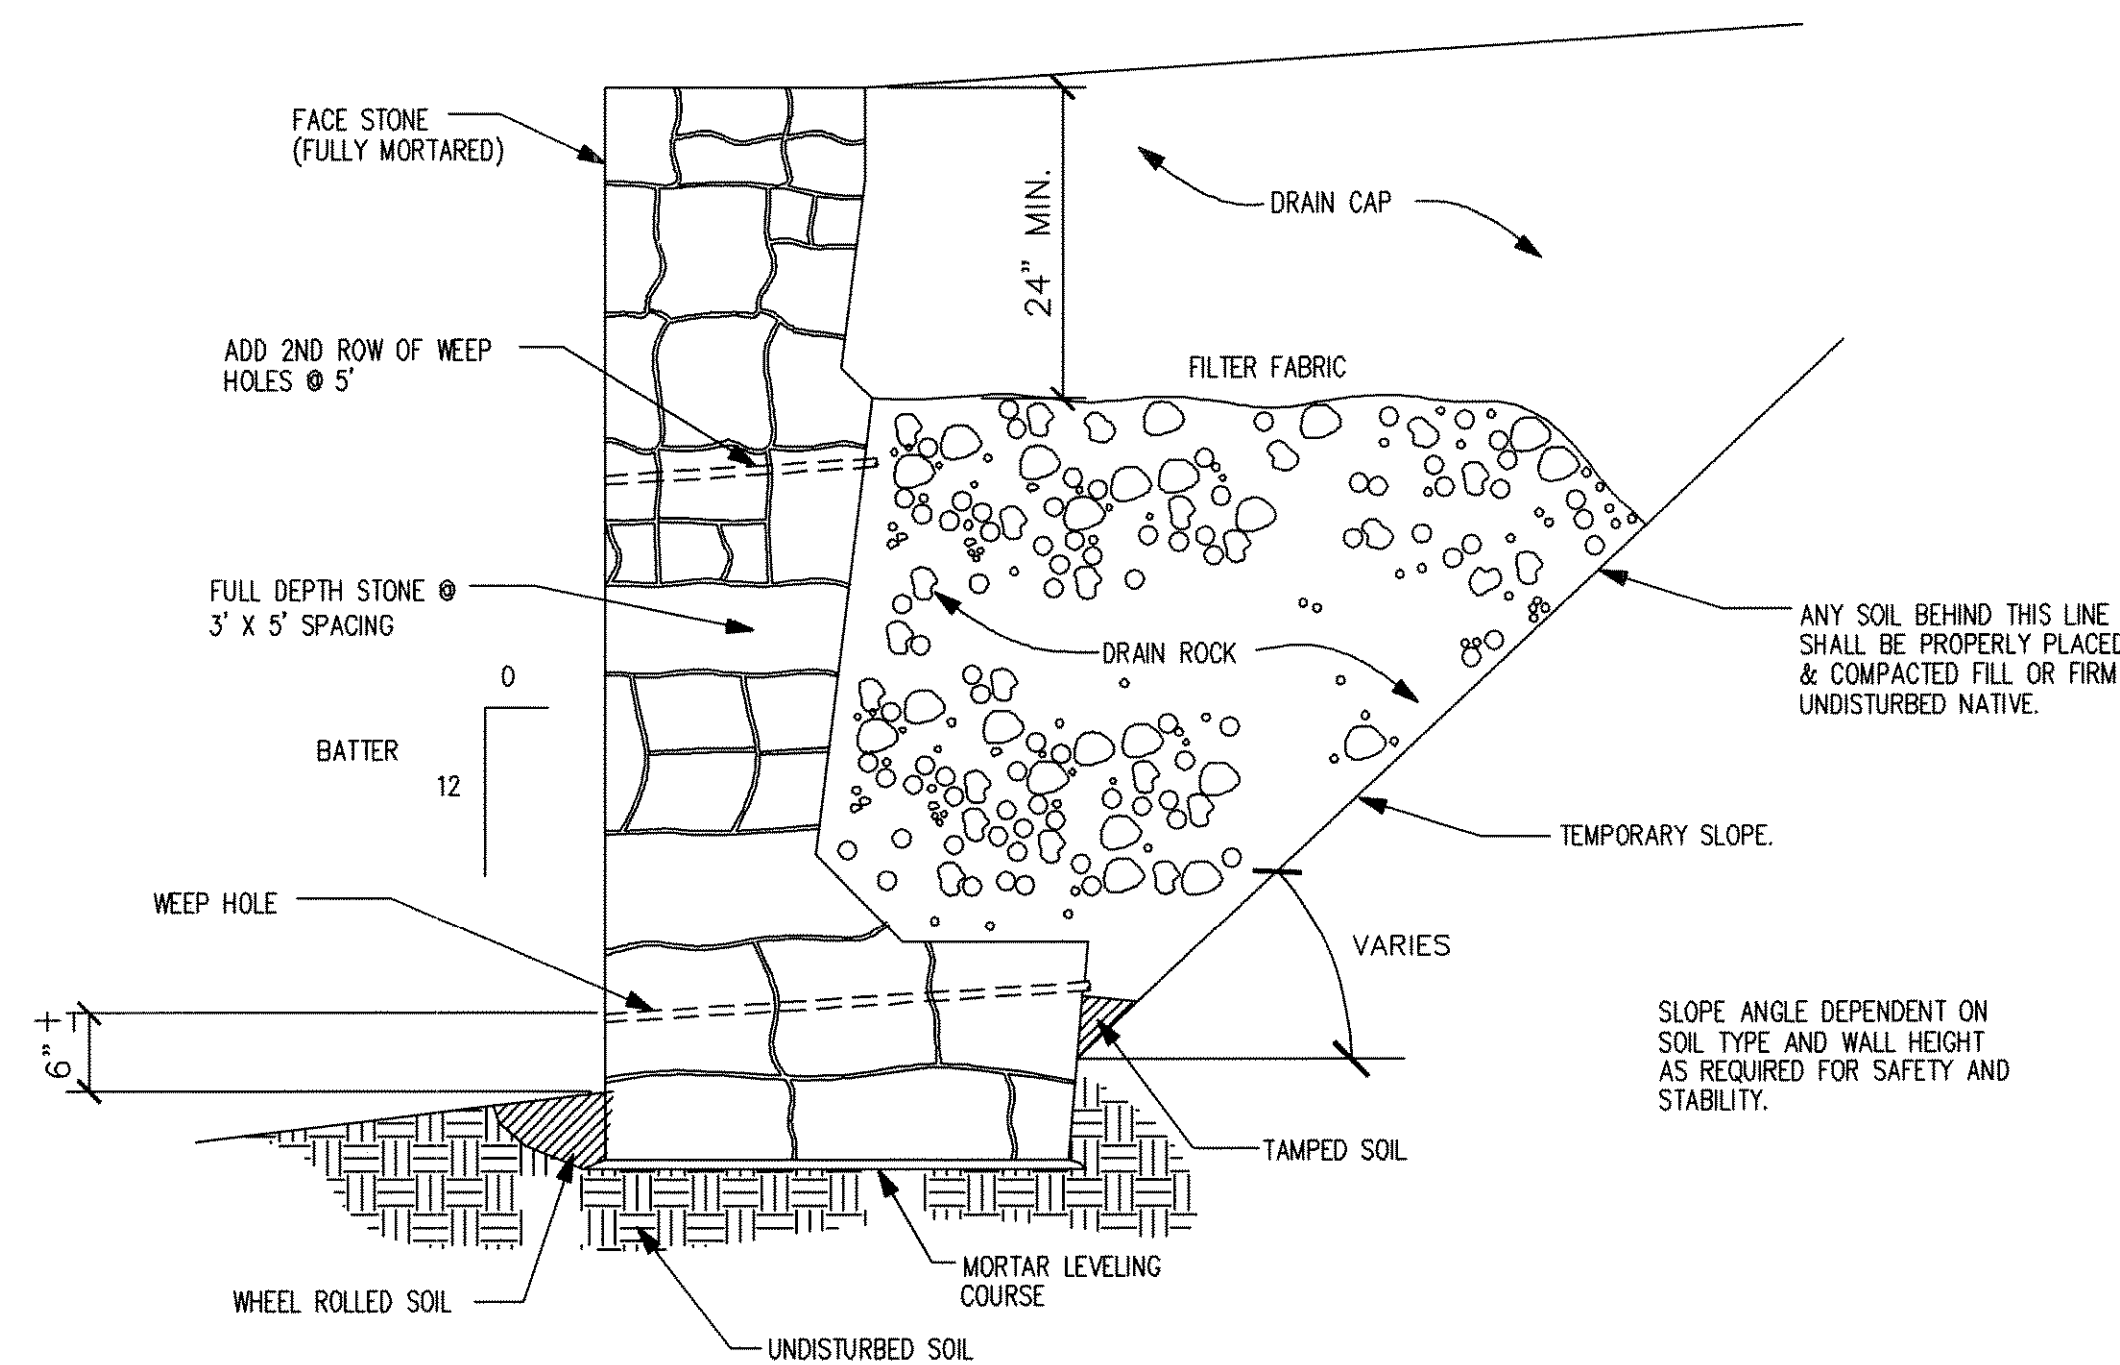 FACE STONE
(FULLY MORTARED)
24" MIN.
DRAIN CAP
ADD 2ND ROW OF WEEP
HOLES @ 5'
FILTER FABRIC
FULL DEPTH STONE @
3' X 5' SPACING
ANY SOIL BEHIND THIS LINE
SHALL BE PROPERLY PLACED
& COMPACTED FILL OR FIRM
UNDISTURBED NATIVE.
DRAIN ROCK
0
BATTER
12
TEMPORARY SLOPE.
WEEP HOLE
VARIES
6" +
SLOPE ANGLE DEPENDENT ON
SOIL TYPE AND WALL HEIGHT
AS REQUIRED FOR SAFETY AND
STABILITY.
TAMPED SOIL
MORTAR LEVELING
COURSE
WHEEL ROLLED SOIL
UNDISTURBED SOIL